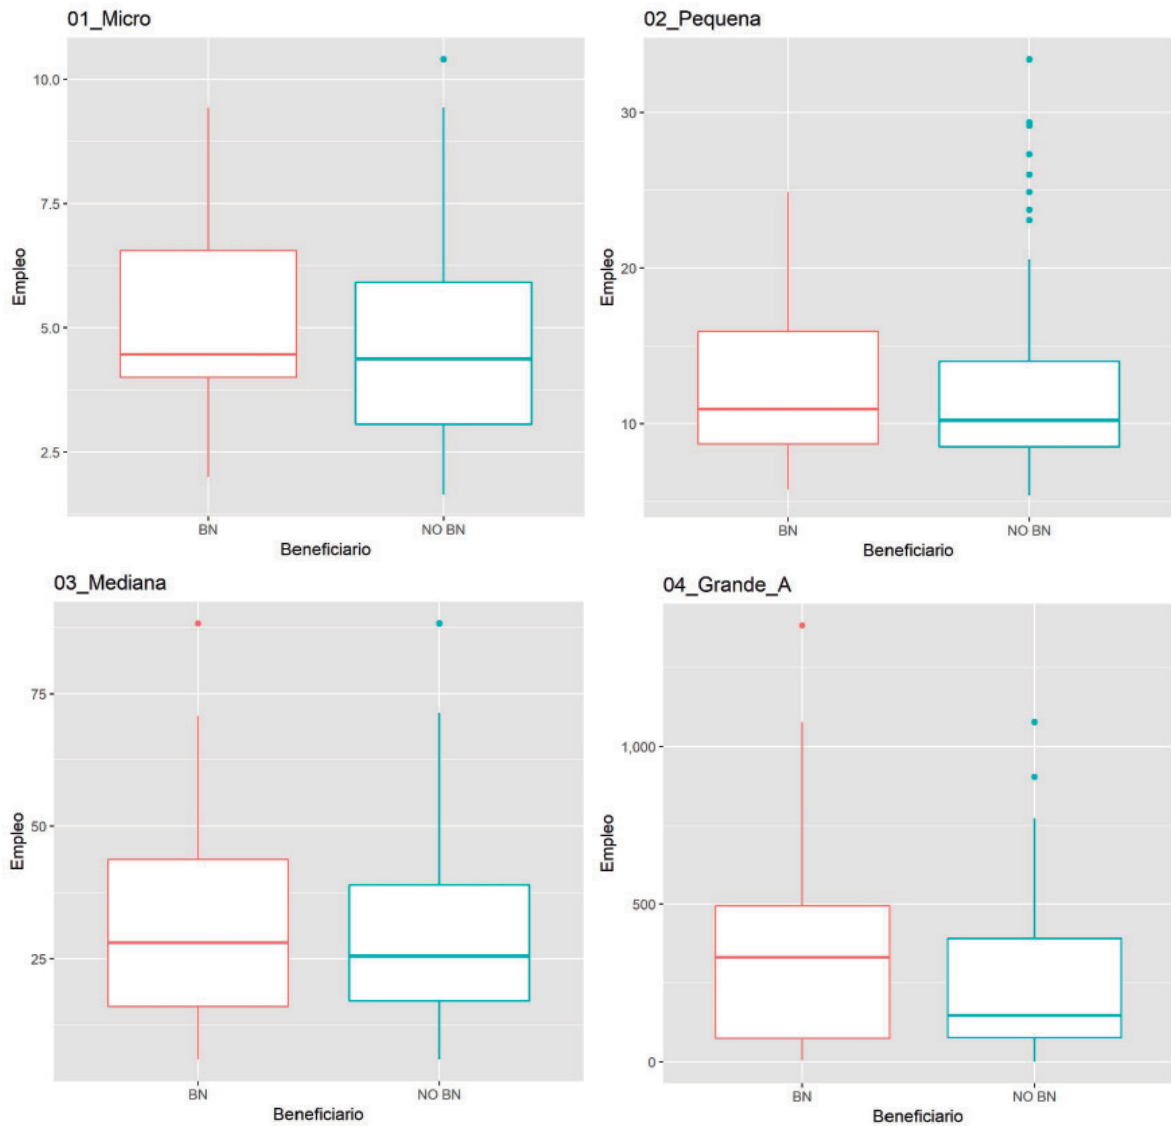 01_Micro
10.0
7.5
5.0
2.5
Empleo
BN
NO BN
Beneficiario
02_Pequena
30
20
10
Empleo
BN
NO BN
Beneficiario
03_Mediana
75
50
25
Empleo
BN
NO BN
Beneficiario
04_Grande_A
1,000
500
0
Empleo
BN
NO BN
Beneficiario